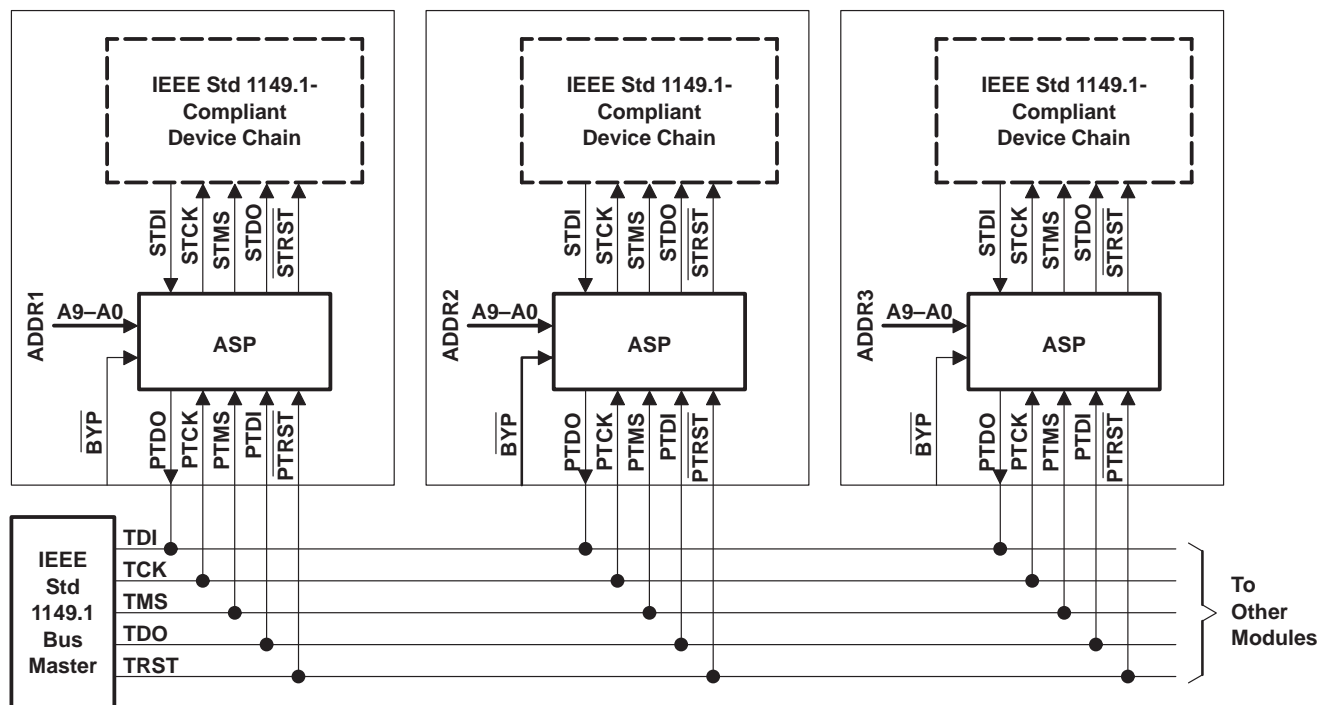 IEEE Std 1149.1-
Compliant
Device Chain
IEEE Std 1149.1-
Compliant
Device Chain
IEEE Std 1149.1-
Compliant
Device Chain
STDI
STCK
STMS
STDO
STRST
STDI
STCK
STMS
STDO
STRST
STDI
STCK
STMS
STDO
STRST
ADDR1
A9–A0
ASP
ADDR2
A9–A0
ASP
ADDR3
A9–A0
ASP
BYP
PTDO
PTCK
PTMS
PTDI
PTRST
BYP
PTDO
PTCK
PTMS
PTDI
PTRST
BYP
PTDO
PTCK
PTMS
PTDI
PTRST
IEEE
Std
1149.1
Bus
Master
TDI
TCK
TMS
TDO
TRST
To
Other
Modules